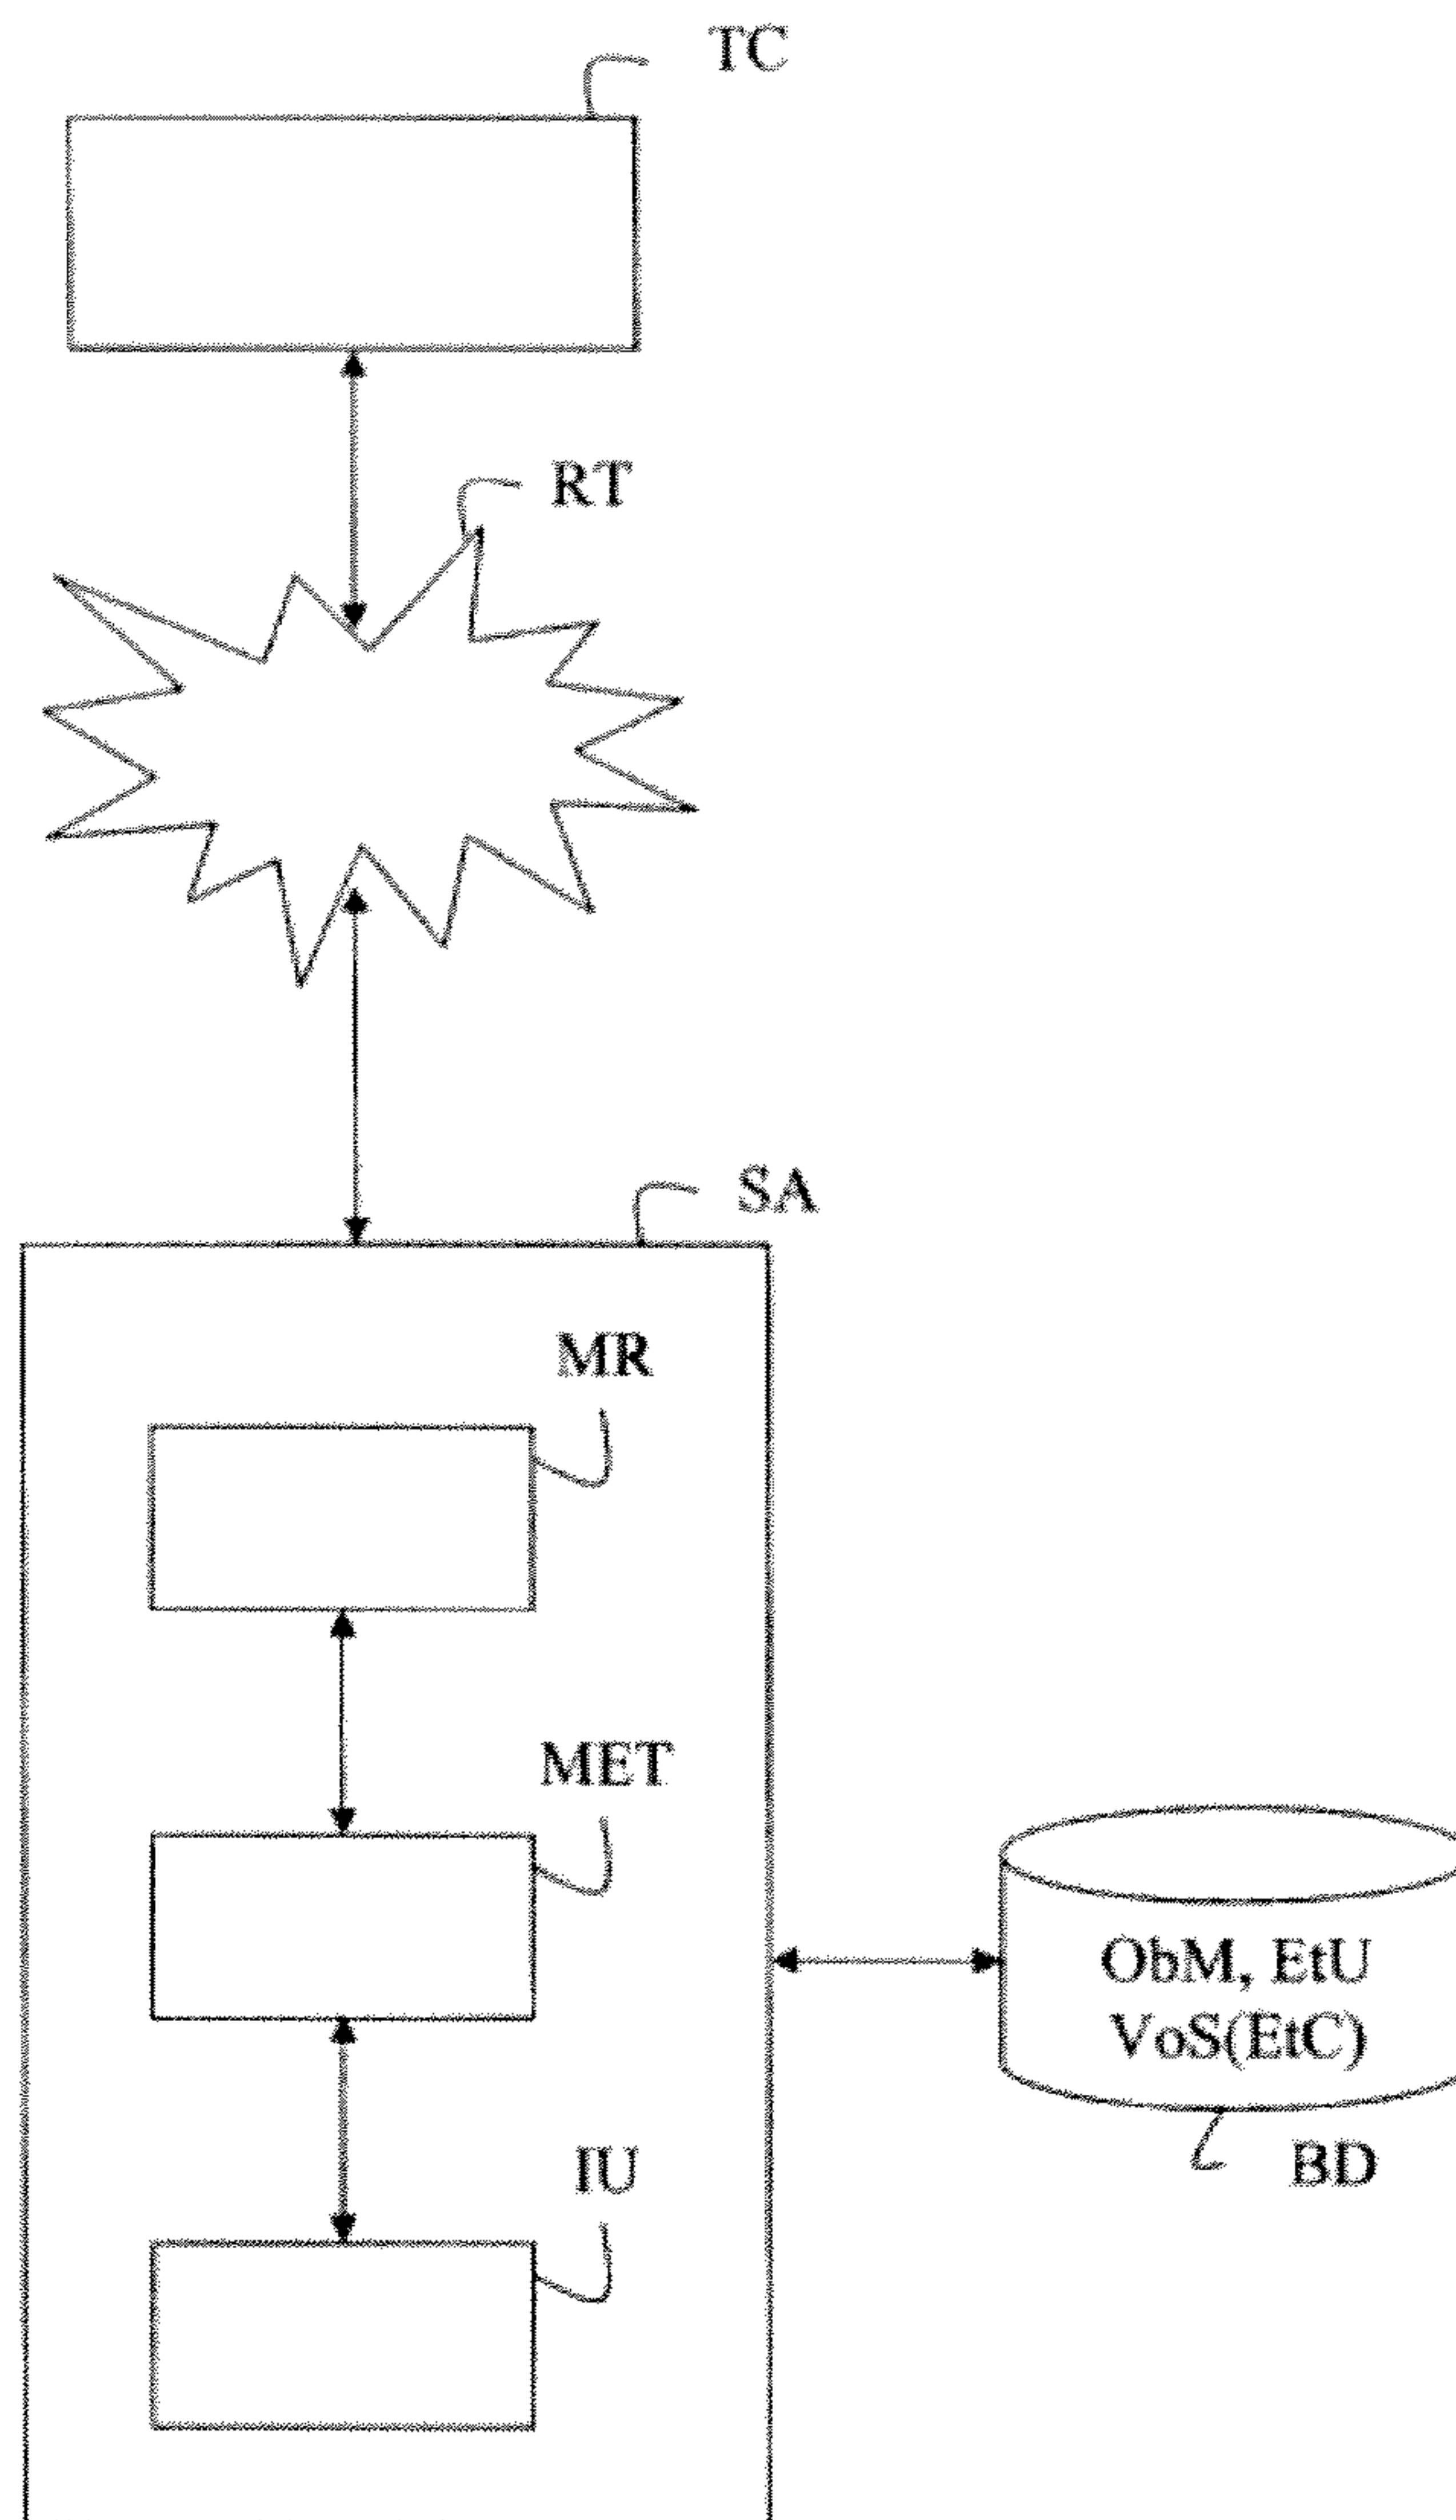 TC
RT
SA
MR
MET
ObM, EtU
VoS(EtC)
IU
BD